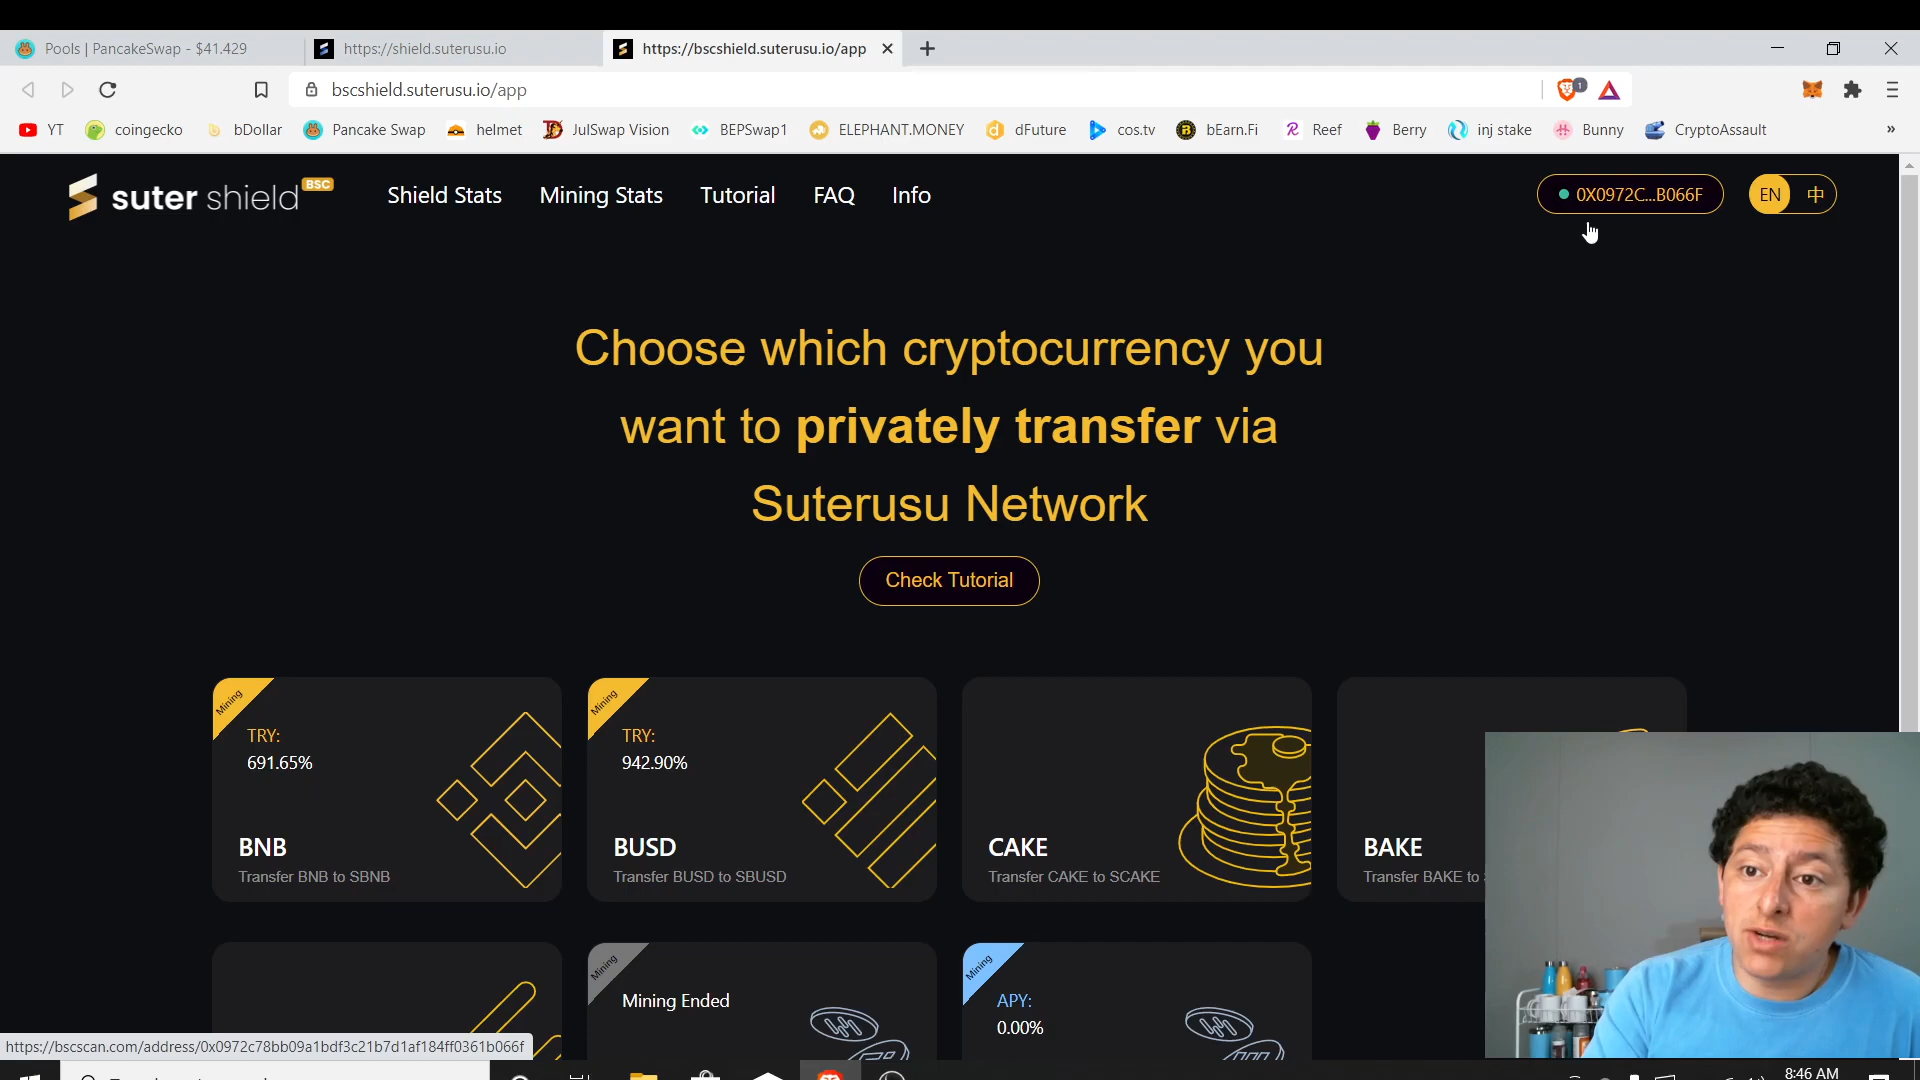 Pools | PancakeSwap - $41.429
https://shield.suterusu.io
https://bscshield.suterusu.io/app
bscshield.suterusu.io/app
1
YT
coingecko
bDollar
Pancake Swap
helmet
JulSwap Vision
BEPSwap1
ELEPHANT.MONEY
dFuture
cos.tv
bEarn.Fi
Reef
Berry
inj stake
Bunny
CryptoAssault
»
suter shield BSC
Shield Stats
Mining Stats
Tutorial
FAQ
Info
0X0972C...B066F
EN
中
Choose which cryptocurrency you
want to privately transfer via
Suterusu Network
Check Tutorial
Mining
TRY:
691.65%
BNB
Transfer BNB to SBNB
Mining
TRY:
942.90%
BUSD
Transfer BUSD to SBUSD
CAKE
Transfer CAKE to SCAKE
BAKE
Transfer BAKE to
Mining
Mining Ended
Mining
APY:
0.00%
https://bscscan.com/address/0x0972c78bb09a1bdf3c21b7d1af184ff0361b066f
8:46 AM